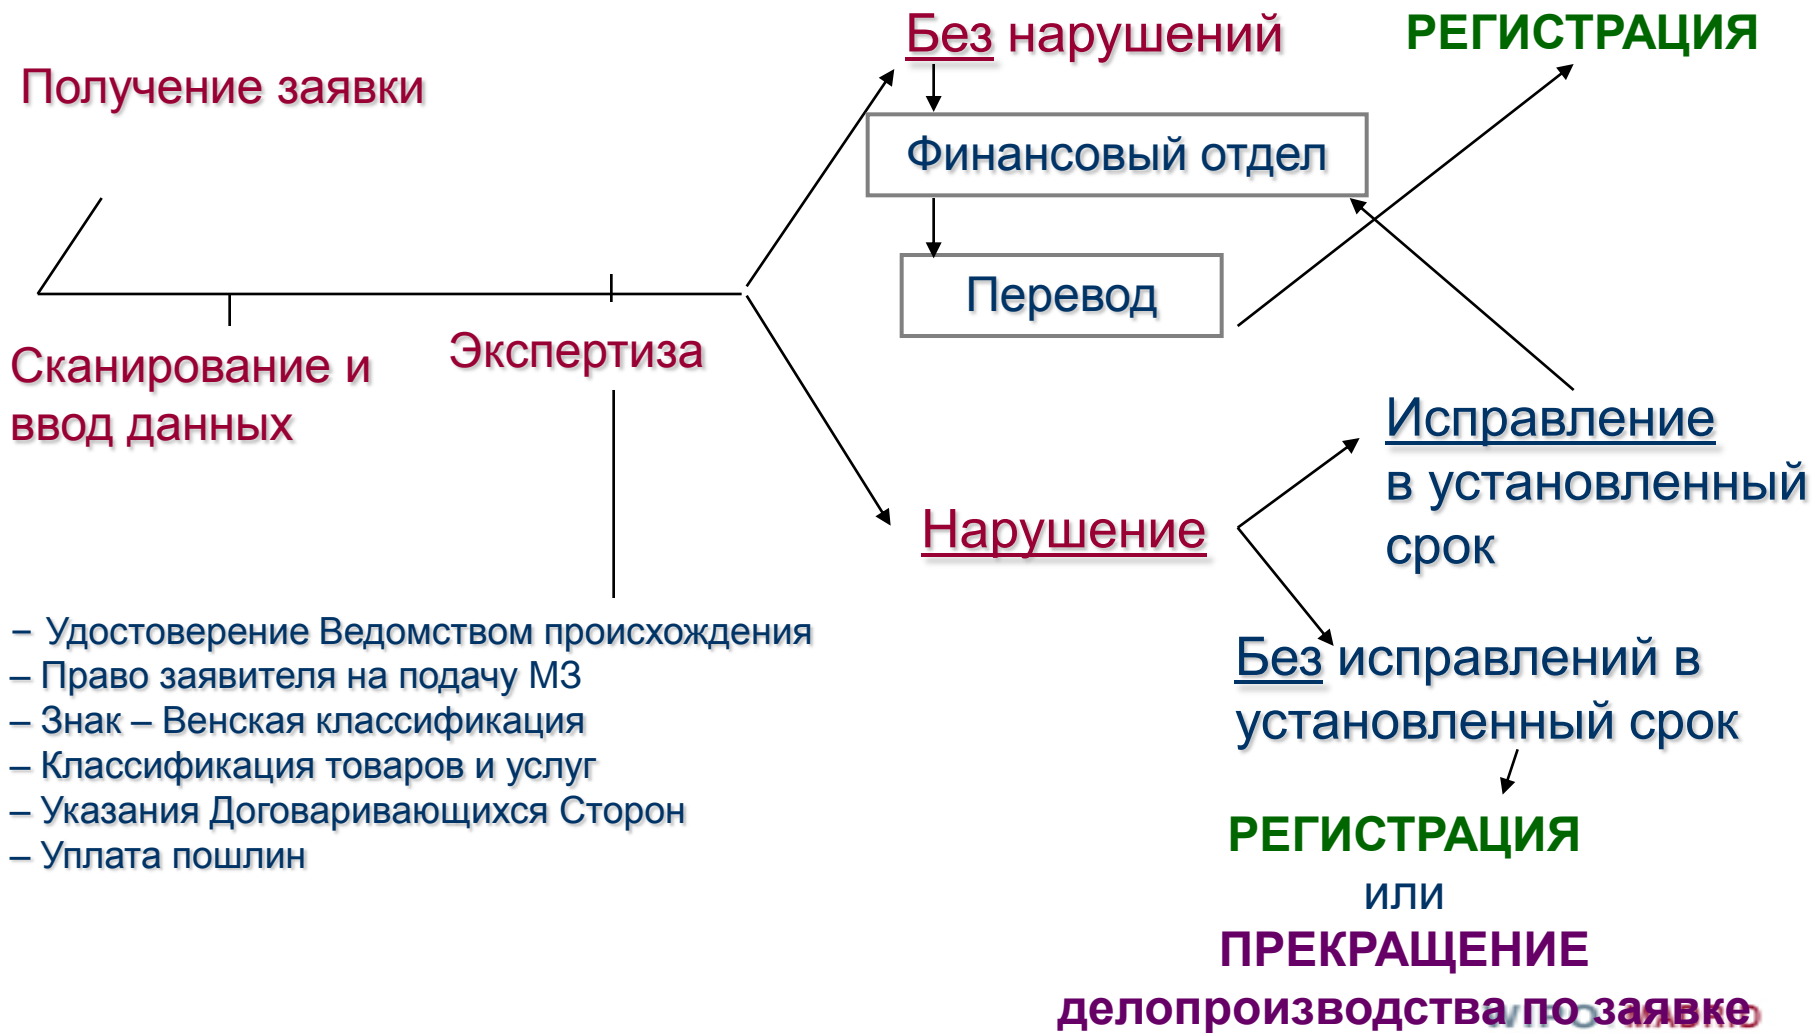 Получение заявки
Без нарушений
РЕГИСТРАЦИЯ
Финансовый отдел
Перевод
Сканирование и
ввод данных
Экспертиза
Исправление
в установленный
срок
Нарушение
– Удостоверение Ведомством происхождения
– Право заявителя на подачу МЗ
– Знак – Венская классификация
– Классификация товаров и услуг
– Указания Договаривающихся Сторон
– Уплата пошлин
Без исправлений в
установленный срок
РЕГИСТРАЦИЯ
или
ПРЕКРАЩЕНИЕ
делопроизводства по заявке